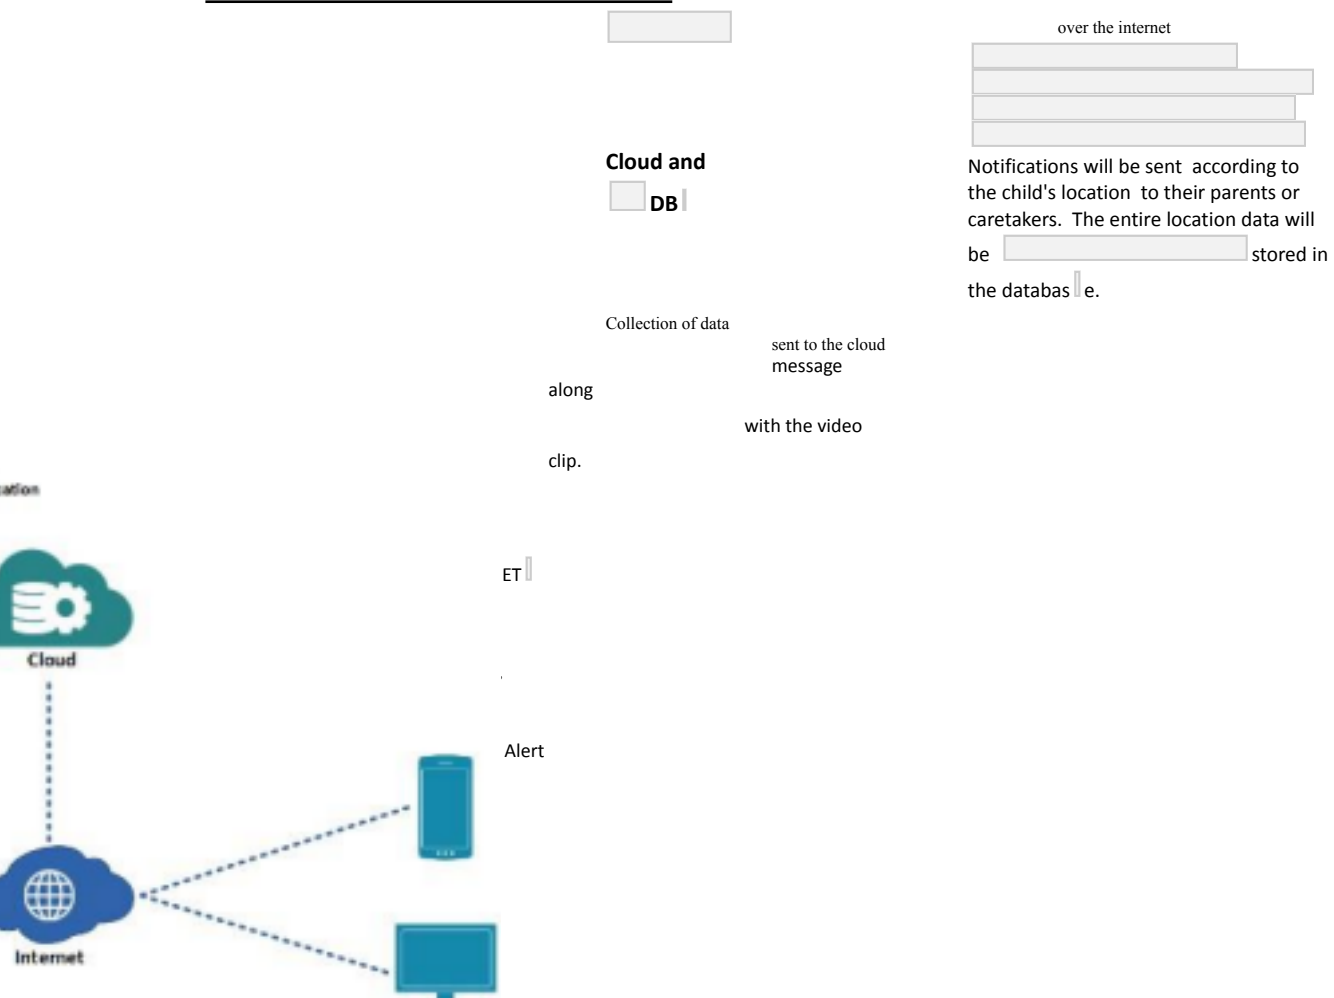 over the internet
Cloud and
DB
Notifications will be sent according to
the child's location to their parents or
caretakers. The entire location data will
be stored in
the databas e.
Collection of data
sent to the cloud
message
along
with the video
clip.
cation
Cloud
ET
Alert
Internet